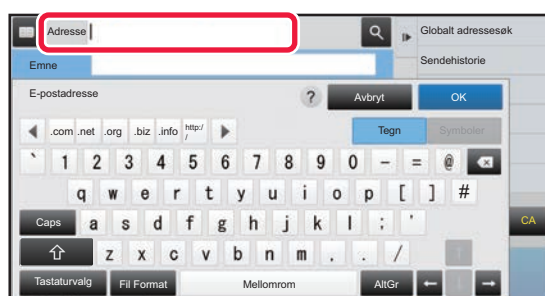 Adresse
Globalt adressesøk
Emne
Sendehistorie
E-postadresse
?
Avbryt
OK
.com .net .org .biz .info http://
Tegn
Symboler
` 1 2 3 4 5 6 7 8 9 0 - = @
q w e r t y u i o p [ ] #
Caps a s d f g h j k l ; '
CA
z x c v b n m . . /
Tastaturvalg Fil Format Mellomrom AltGr